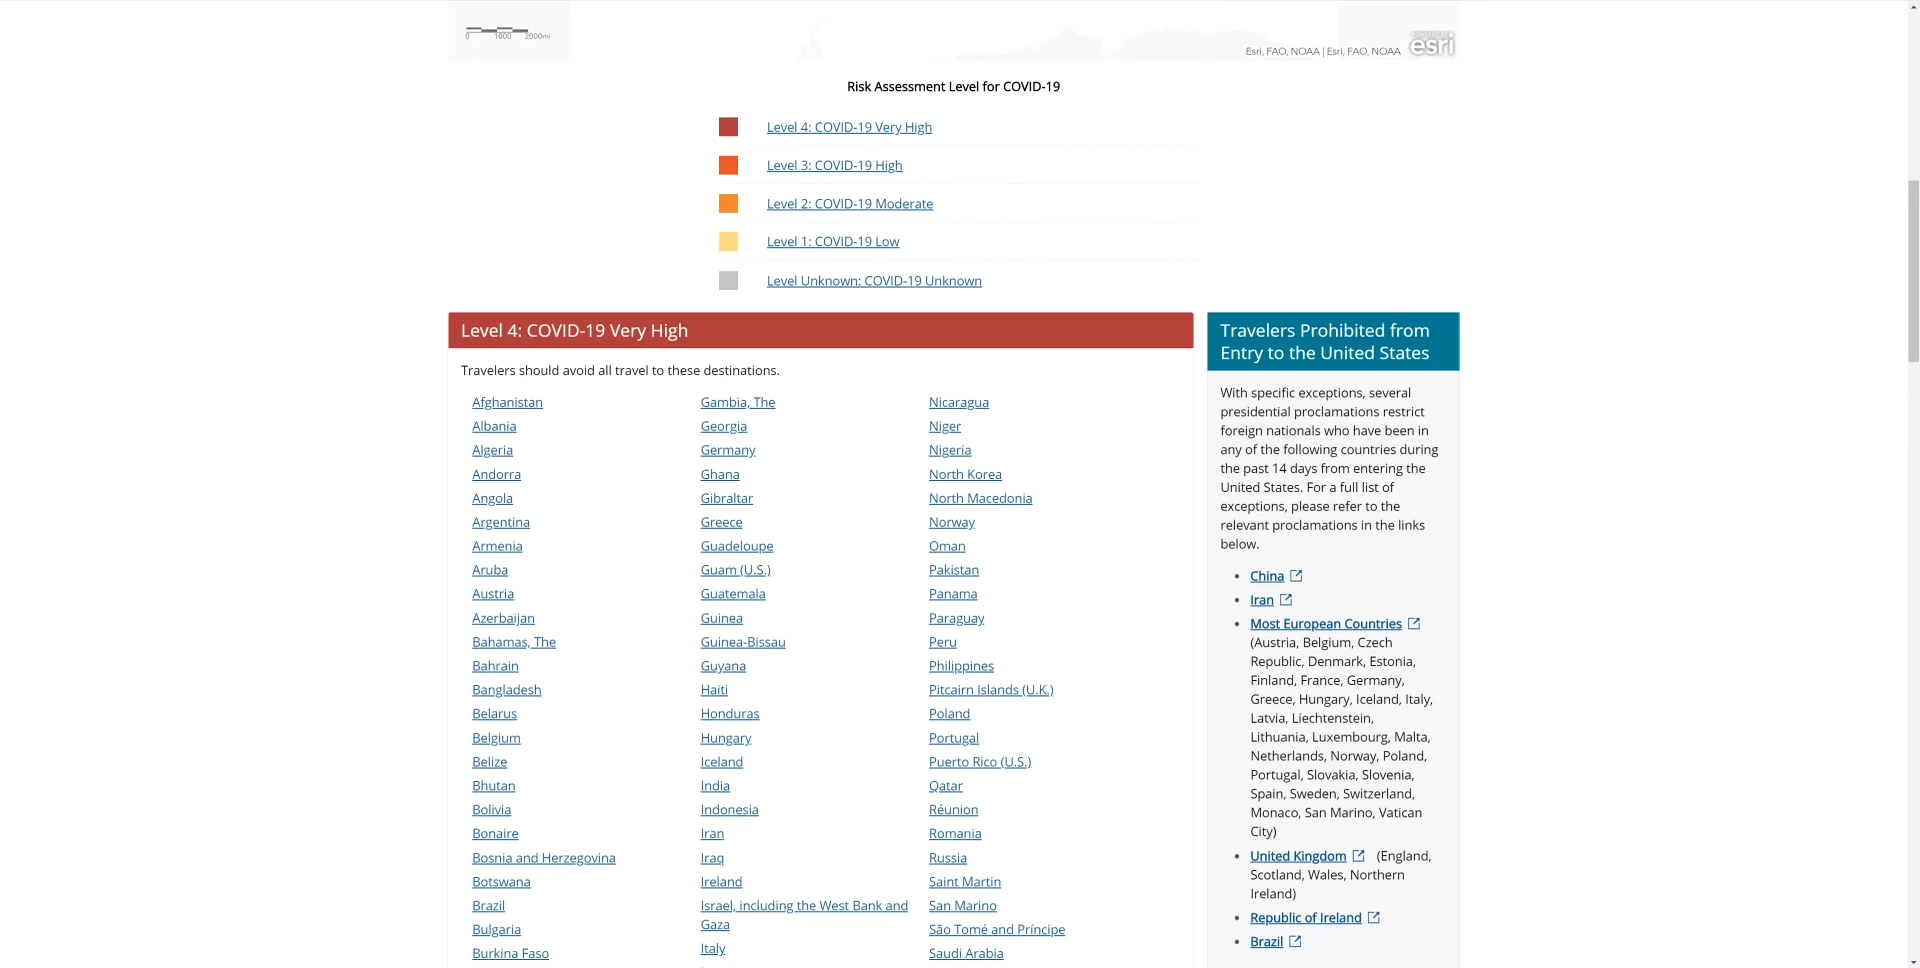 0 1000 2000mi
Esri, FAO, NOAA | Esri, FAO, NOAA
esri
Risk Assessment Level for COVID-19
Level 4: COVID-19 Very High
Level 3: COVID-19 High
Level 2: COVID-19 Moderate
Level 1: COVID-19 Low
Level Unknown: COVID-19 Unknown
Level 4: COVID-19 Very High
Travelers should avoid all travel to these destinations.
Afghanistan
Albania
Algeria
Andorra
Angola
Argentina
Armenia
Aruba
Austria
Azerbaijan
Bahamas, The
Bahrain
Bangladesh
Belarus
Belgium
Belize
Bhutan
Bolivia
Bonaire
Bosnia and Herzegovina
Botswana
Brazil
Bulgaria
Burkina Faso
Gambia, The
Georgia
Germany
Ghana
Gibraltar
Greece
Guadeloupe
Guam (U.S.)
Guatemala
Guinea
Guinea-Bissau
Guyana
Haiti
Honduras
Hungary
Iceland
India
Indonesia
Iran
Iraq
Ireland
Israel, including the West Bank and
Gaza
Italy
Nicaragua
Niger
Nigeria
North Korea
North Macedonia
Norway
Oman
Pakistan
Panama
Paraguay
Peru
Philippines
Pitcairn Islands (U.K.)
Poland
Portugal
Puerto Rico (U.S.)
Qatar
Réunion
Romania
Russia
Saint Martin
San Marino
São Tomé and Príncipe
Saudi Arabia
Travelers Prohibited from
Entry to the United States
With specific exceptions, several
presidential proclamations restrict
foreign nationals who have been in
any of the following countries during
the past 14 days from entering the
United States. For a full list of
exceptions, please refer to the
relevant proclamations in the links
below.
• China
• Iran
• Most European Countries
(Austria, Belgium, Czech
Republic, Denmark, Estonia,
Finland, France, Germany,
Greece, Hungary, Iceland, Italy,
Latvia, Liechtenstein,
Lithuania, Luxembourg, Malta,
Netherlands, Norway, Poland,
Portugal, Slovakia, Slovenia,
Spain, Sweden, Switzerland,
Monaco, San Marino, Vatican
City)
• United Kingdom (England,
Scotland, Wales, Northern
Ireland)
• Republic of Ireland
• Brazil